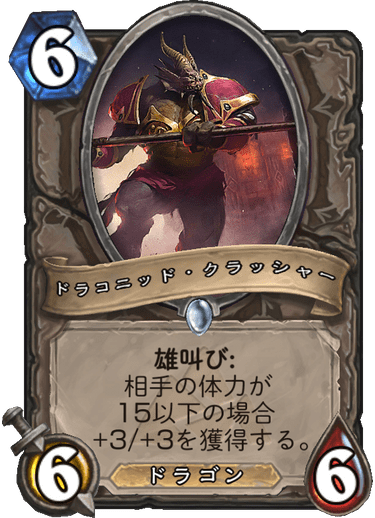 6
ドラコニッド・クラッシャー
雄叫び:
相手の体力が
15以下の場合
+3/+3を獲得する。
6
ドラゴン
6